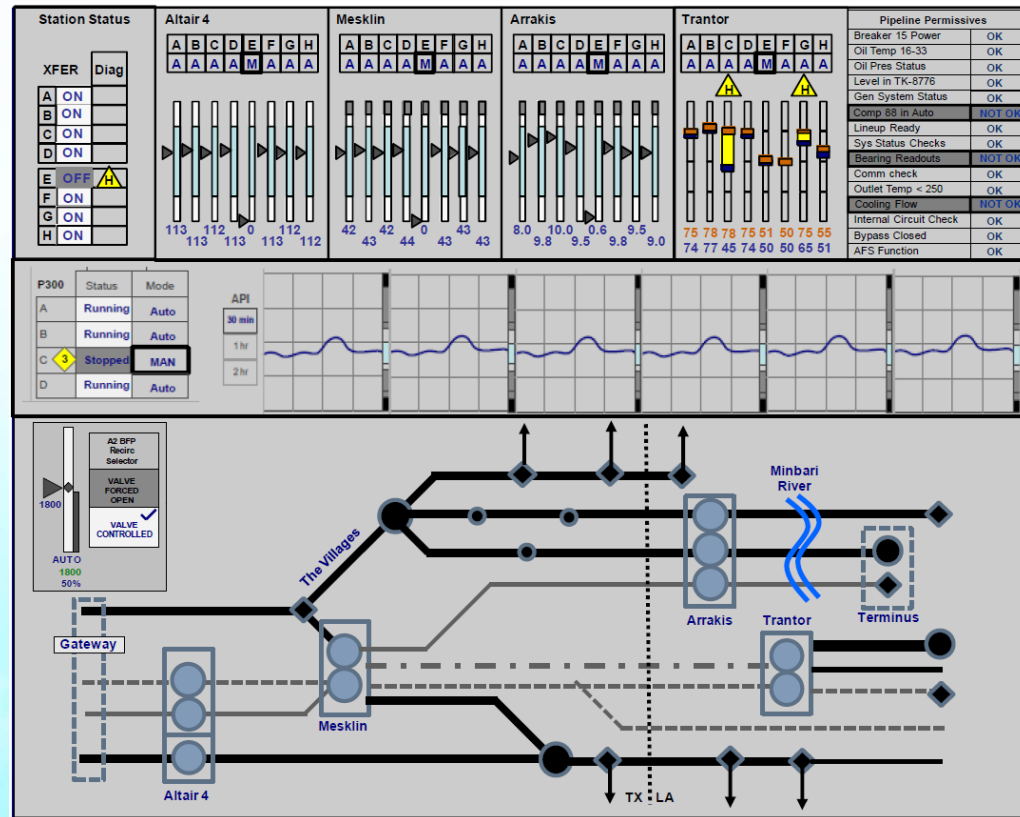 Station Status
XFER Diag
A ON
B ON
C ON
D ON
E OFF H
F ON
G ON
H ON
Altair 4
A B C D E F G H
A A A A M A A A
113 112 0 112
113 113 113 112
Mesklin
A B C D E F G H
A A A A M A A A
42 42 0 43
43 44 43 43
Arrakis
A B C D E F G H
A A A A M A A A
8.0 10.0 0.6 9.5
9.8 9.5 9.8 9.0
Trantor
A B C D E F G H
A A A A M A A A
H H
75 78 78 75 51 50 75 55
74 77 45 74 50 50 65 51
Pipeline Permissives
Breaker 15 Power OK
Oil Temp 16-33 OK
Oil Pres Status OK
Level in TK-8776 OK
Gen System Status OK
Comp 88 in Auto NOT OK
Lineup Ready OK
Sys Status Checks OK
Bearing Readouts NOT OK
Comm check OK
Outlet Temp < 250 OK
Cooling Flow NOT OK
Internal Circuit Check OK
Bypass Closed OK
AFS Function OK
P300 Status Mode
A Running Auto
B Running Auto
C 3 Stopped MAN
D Running Auto
API
30 min
1 hr
2 hr
A2 BFP
Recirc
Selector
VALVE
FORCED
OPEN
VALVE
CONTROLLED
1800
AUTO
1800
50%
The Villages
Minbari
River
Arrakis
Trantor
Terminus
Gateway
Mesklin
Altair 4
TX LA